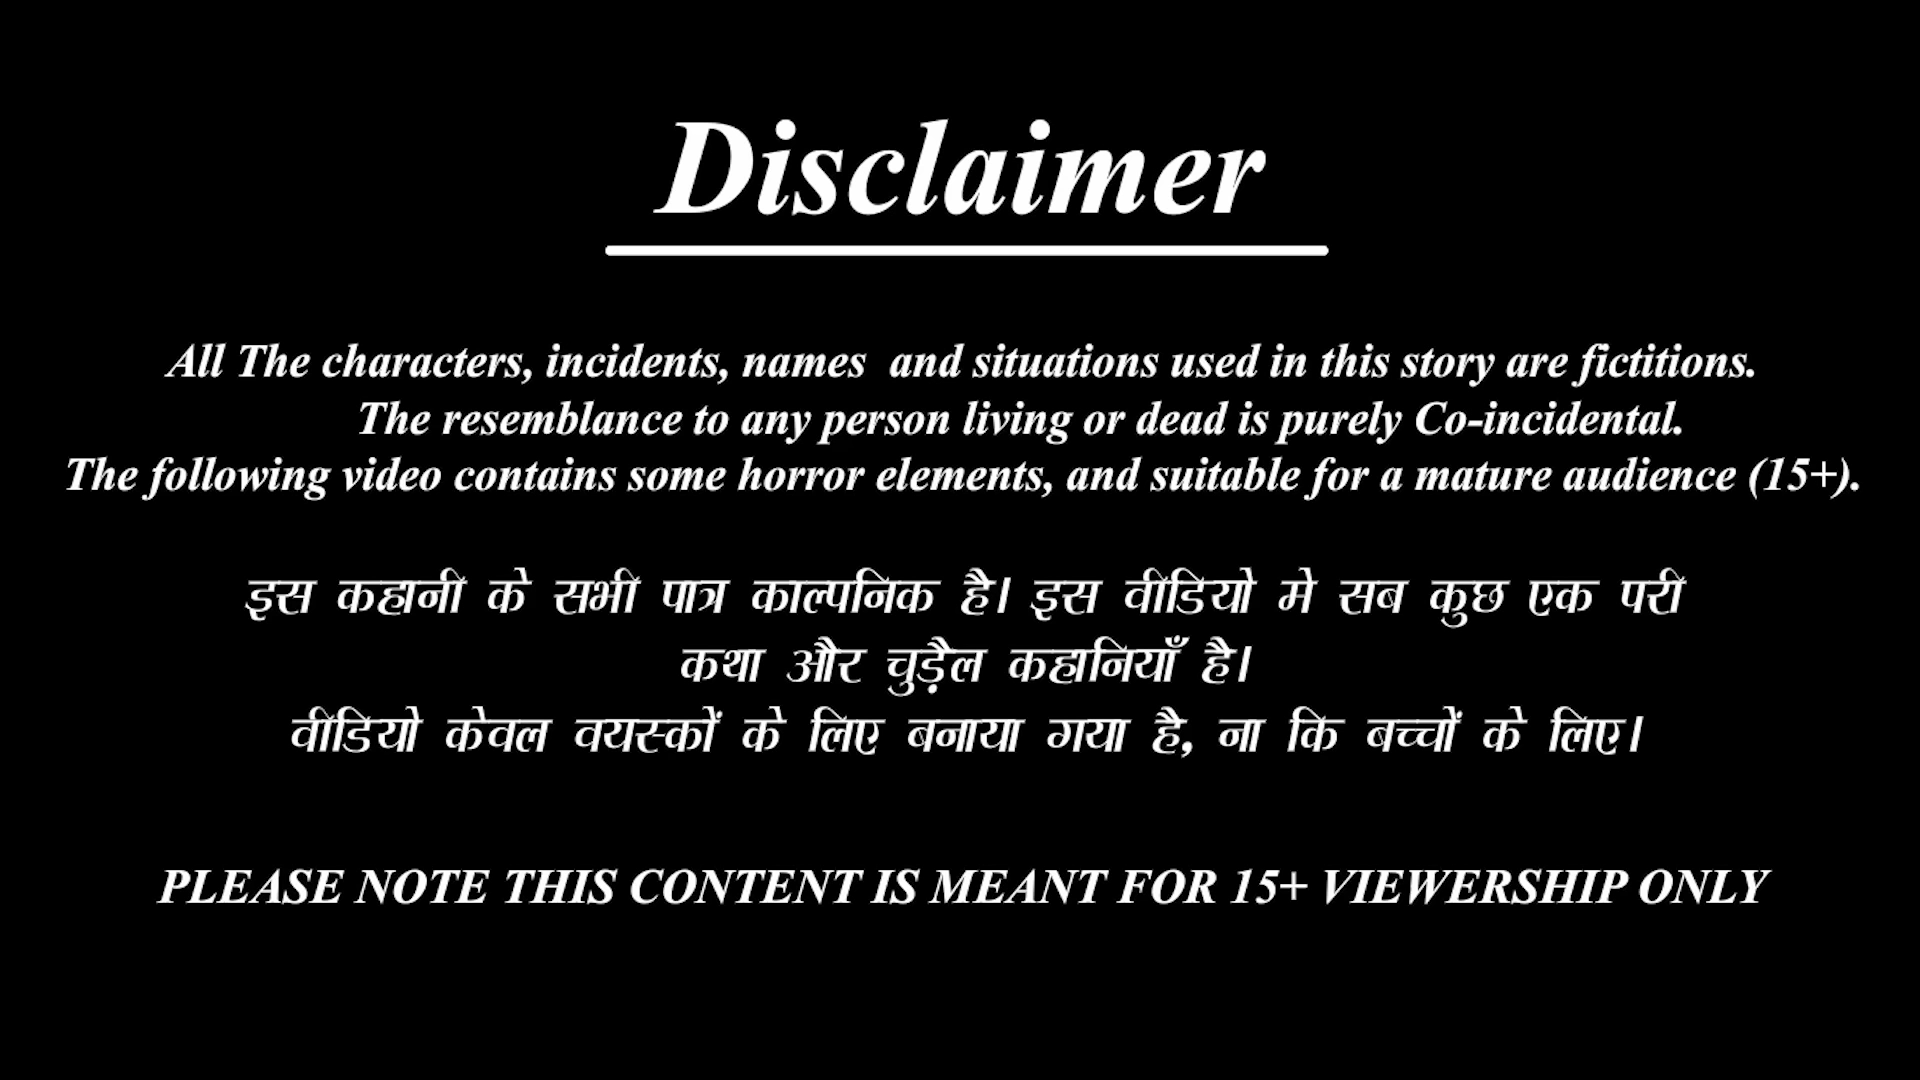 Disclaimer
All The characters, incidents, names and situations used in this story are fictitions.
The resemblance to any person living or dead is purely Co-incidental.
The following video contains some horror elements, and suitable for a mature audience (15+).
इस कहानी के सभी पात्र काल्पनिक है। इस वीडियो मे सब कुछ एक परी
कथा और चुड़ैल कहानियाँ है।
वीडियो केवल वयस्कों के लिए बनाया गया है, ना कि बच्चों के लिए।
PLEASE NOTE THIS CONTENT IS MEANT FOR 15+ VIEWERSHIP ONLY